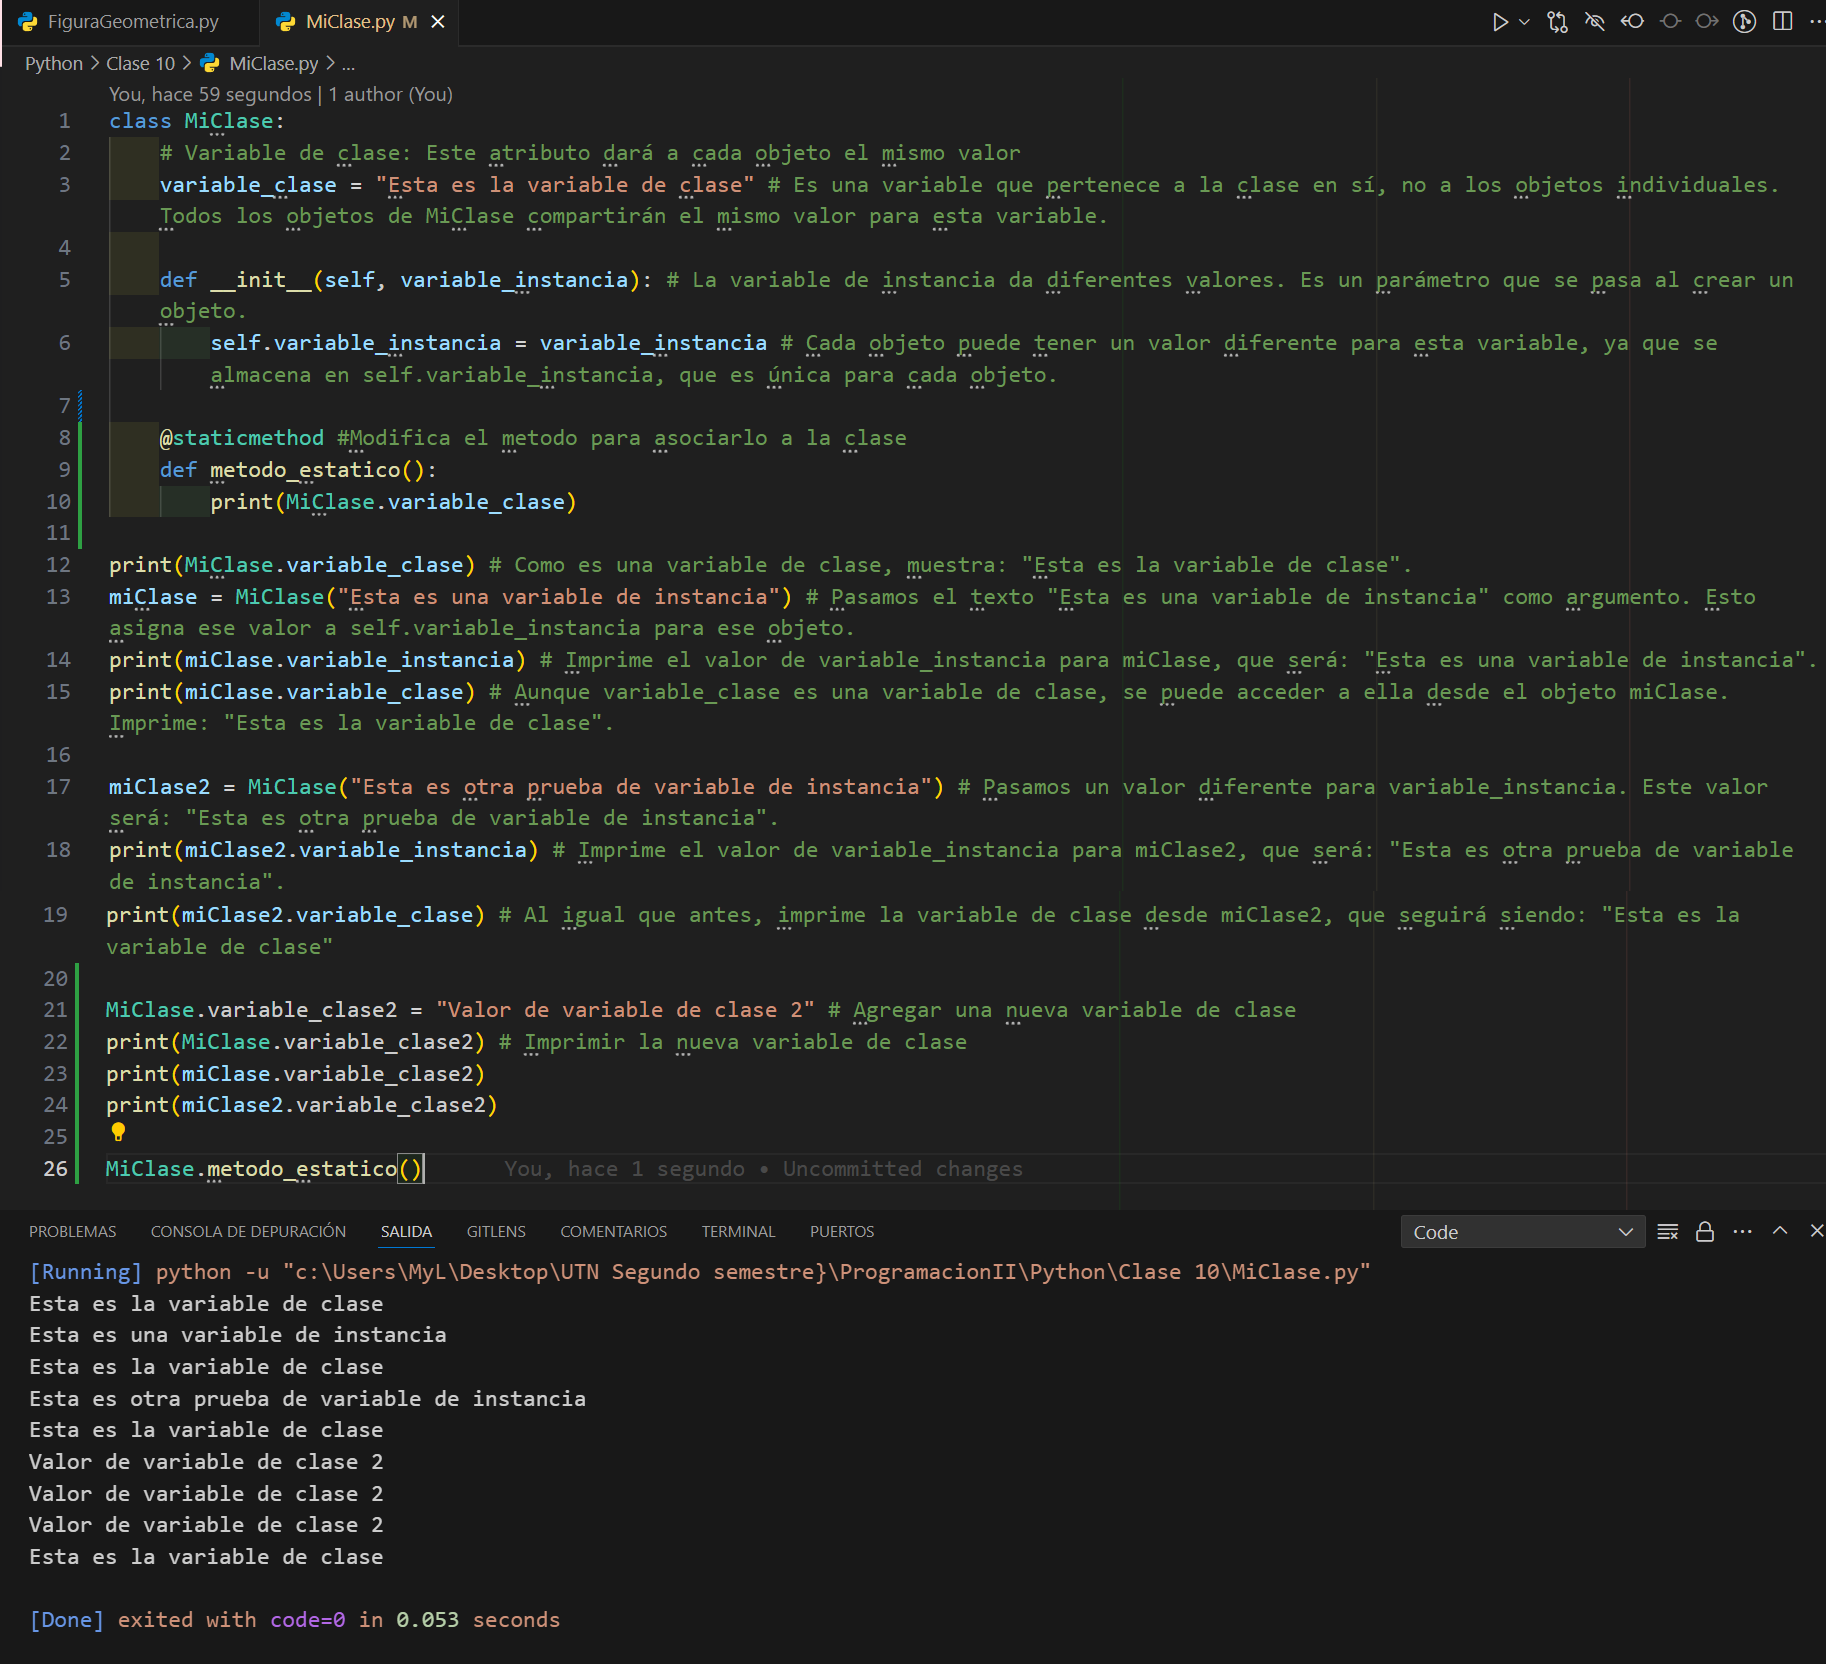 FiguraGeometrica.py
MiClase.py M
Python > Clase 10 > MiClase.py > ...
You, hace 59 segundos | 1 author (You)
1 class MiClase:
2 # Variable de clase: Este atributo dará a cada objeto el mismo valor
3 variable_clase = "Esta es la variable de clase" # Es una variable que pertenece a la clase en sí, no a los objetos individuales.
Todos los objetos de MiClase compartirán el mismo valor para esta variable.
4
5 def __init__(self, variable_instancia): # La variable de instancia da diferentes valores. Es un parámetro que se pasa al crear un
objeto.
6 self.variable_instancia = variable_instancia # Cada objeto puede tener un valor diferente para esta variable, ya que se
almacena en self.variable_instancia, que es única para cada objeto.
7
8 @staticmethod #Modifica el metodo para asociarlo a la clase
9 def metodo_estatico():
10 print(MiClase.variable_clase)
11
12 print(MiClase.variable_clase) # Como es una variable de clase, muestra: "Esta es la variable de clase".
13 miClase = MiClase("Esta es una variable de instancia") # Pasamos el texto "Esta es una variable de instancia" como argumento. Esto
asigna ese valor a self.variable_instancia para ese objeto.
14 print(miClase.variable_instancia) # Imprime el valor de variable_instancia para miClase, que será: "Esta es una variable de instancia".
15 print(miClase.variable_clase) # Aunque variable_clase es una variable de clase, se puede acceder a ella desde el objeto miClase.
Imprime: "Esta es la variable de clase".
16
17 miClase2 = MiClase("Esta es otra prueba de variable de instancia") # Pasamos un valor diferente para variable_instancia. Este valor
será: "Esta es otra prueba de variable de instancia".
18 print(miClase2.variable_instancia) # Imprime el valor de variable_instancia para miClase2, que será: "Esta es otra prueba de variable
de instancia".
19 print(miClase2.variable_clase) # Al igual que antes, imprime la variable de clase desde miClase2, que seguirá siendo: "Esta es la
variable de clase"
20
21 MiClase.variable_clase2 = "Valor de variable de clase 2" # Agregar una nueva variable de clase
22 print(MiClase.variable_clase2) # Imprimir la nueva variable de clase
23 print(miClase.variable_clase2)
24 print(miClase2.variable_clase2)
25
26 MiClase.metodo_estatico() You, hace 1 segundo • Uncommitted changes
PROBLEMAS CONSOLA DE DEPURACIÓN SALIDA GITLENS COMENTARIOS TERMINAL PUERTOS Code
[Running] python -u "c:\Users\MyL\Desktop\UTN Segundo semestre}\ProgramacionII\Python\Clase 10\MiClase.py"
Esta es la variable de clase
Esta es una variable de instancia
Esta es la variable de clase
Esta es otra prueba de variable de instancia
Esta es la variable de clase
Valor de variable de clase 2
Valor de variable de clase 2
Valor de variable de clase 2
Esta es la variable de clase
[Done] exited with code=0 in 0.053 seconds